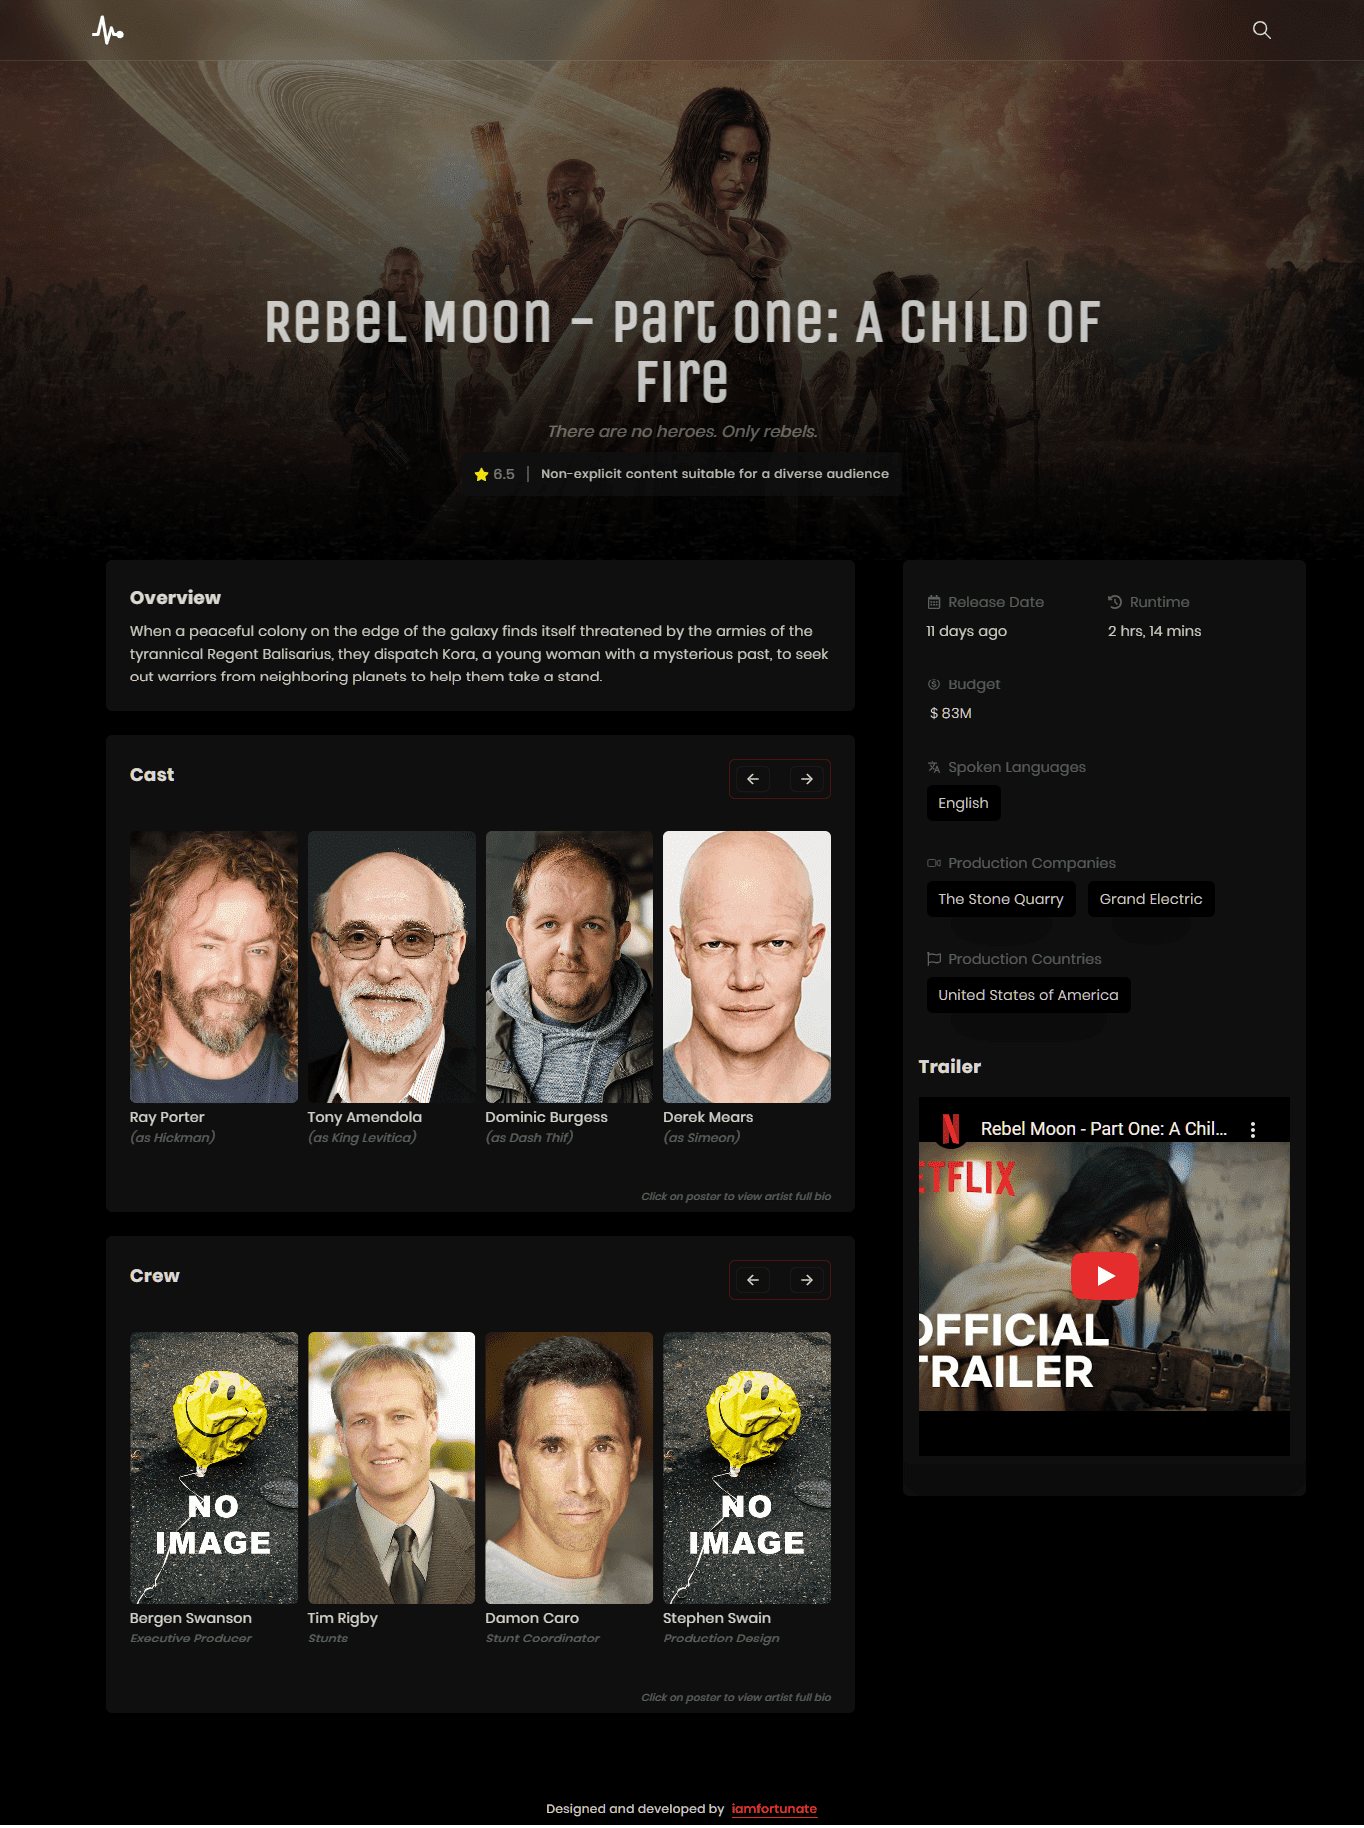 Rebel Moon - Part One: A Child of
Fire
There are no heroes. Only rebels.
6.5 | Non-explicit content suitable for a diverse audience
Overview
When a peaceful colony on the edge of the galaxy finds itself threatened by the armies of the
tyrannical Regent Balisarius, they dispatch Kora, a young woman with a mysterious past, to seek
out warriors from neighboring planets to help them take a stand.
Cast
Ray Porter
(as Hickman)
Tony Amendola
(as King Levitica)
Dominic Burgess
(as Dash Thif)
Derek Mears
(as Simeon)
Click on poster to view artist full bio
Crew
NO
IMAGE
Bergen Swanson
Executive Producer
Tim Rigby
Stunts
Damon Caro
Stunt Coordinator
NO
IMAGE
Stephen Swain
Production Design
Click on poster to view artist full bio
Release Date
11 days ago
Runtime
2 hrs, 14 mins
Budget
$ 83M
Spoken Languages
English
Production Companies
The Stone Quarry
Grand Electric
Production Countries
United States of America
Trailer
N
Rebel Moon - Part One: A Chil...
ETFLIX
OFFICIAL
TRAILER
Designed and developed by iamfortunate